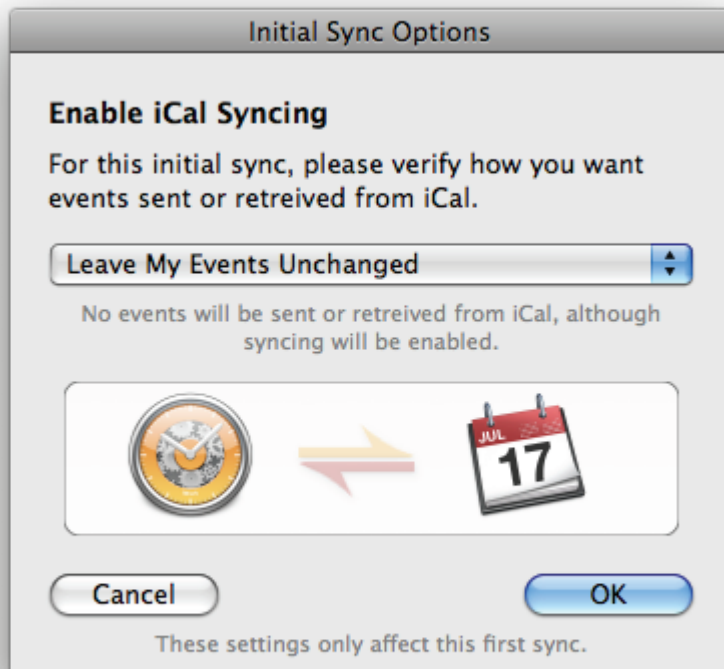 Initial Sync Options
Enable iCal Syncing
For this initial sync, please verify how you want
events sent or retreived from iCal.
Leave My Events Unchanged
No events will be sent or retreived from iCal, although
syncing will be enabled.
JUL
17
Cancel
OK
These settings only affect this first sync.